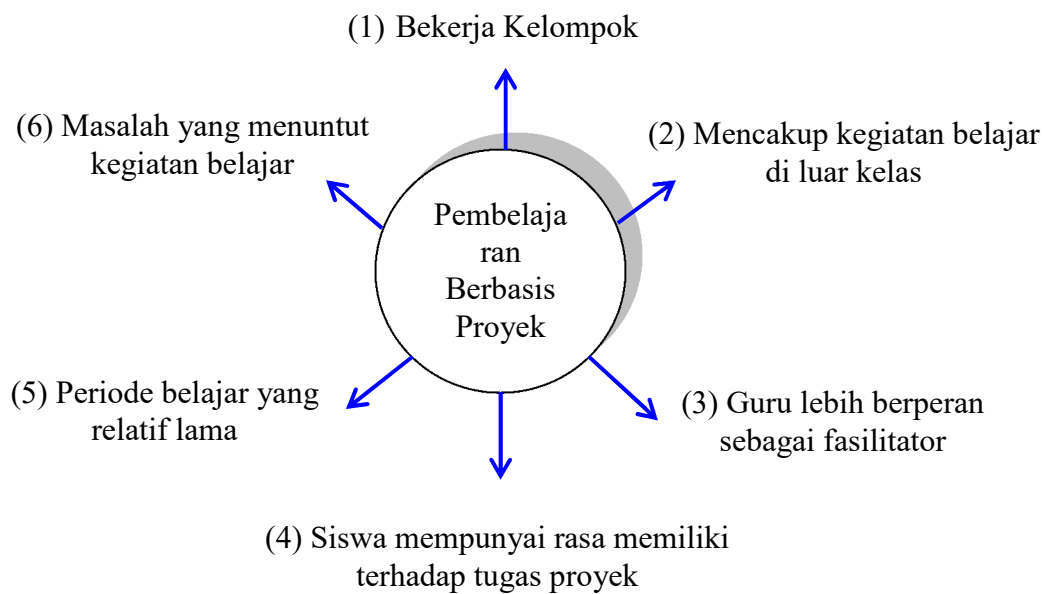 (1) Bekerja Kelompok
(2) Mencakup kegiatan belajar
di luar kelas
(6) Masalah yang menuntut
kegiatan belajar
Pembelaja
ran
Berbasis
Proyek
(5) Periode belajar yang
relatif lama
(3) Guru lebih berperan
sebagai fasilitator
(4) Siswa mempunyai rasa memiliki
terhadap tugas proyek